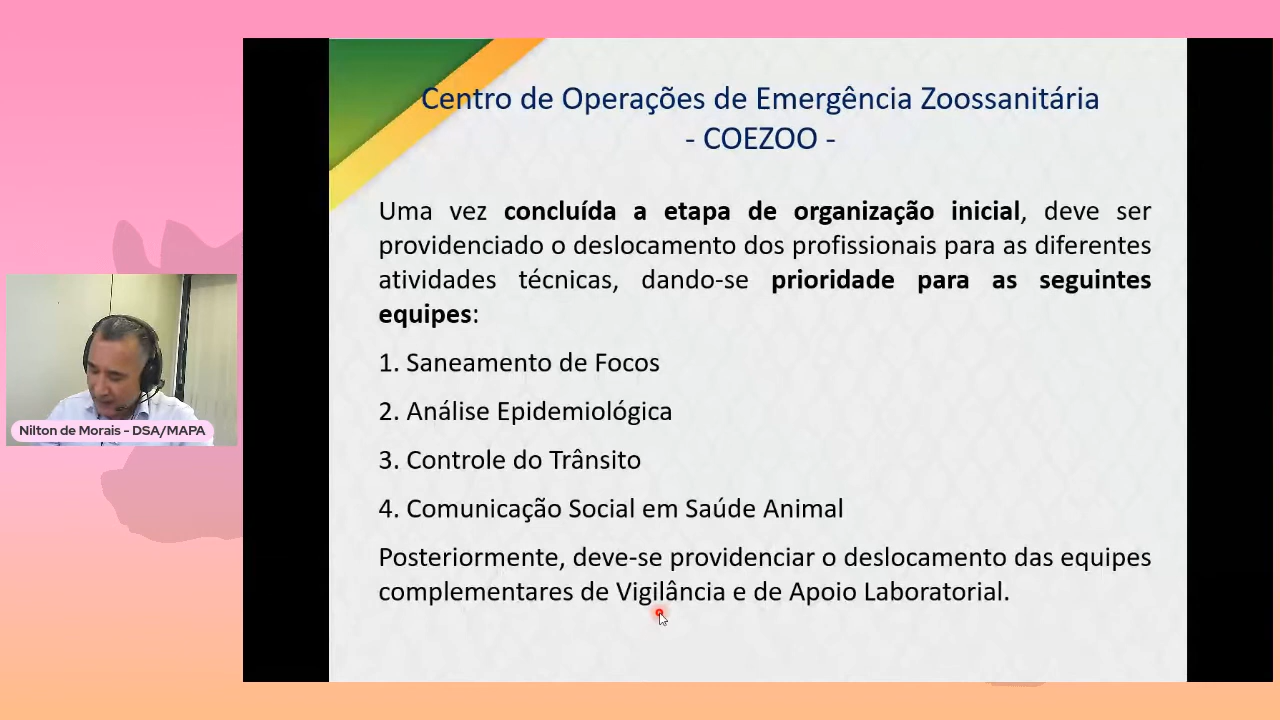 Centro de Operações de Emergência Zoossanitária
- COEZOO -
Uma vez concluída a etapa de organização inicial, deve ser
providenciado o deslocamento dos profissionais para as diferentes
atividades técnicas, dando-se prioridade para as seguintes
equipes:
1. Saneamento de Focos
2. Análise Epidemiológica
3. Controle do Trânsito
4. Comunicação Social em Saúde Animal
Posteriormente, deve-se providenciar o deslocamento das equipes
complementares de Vigilância e de Apoio Laboratorial.
Nilton de Morais - DSA/MAPA